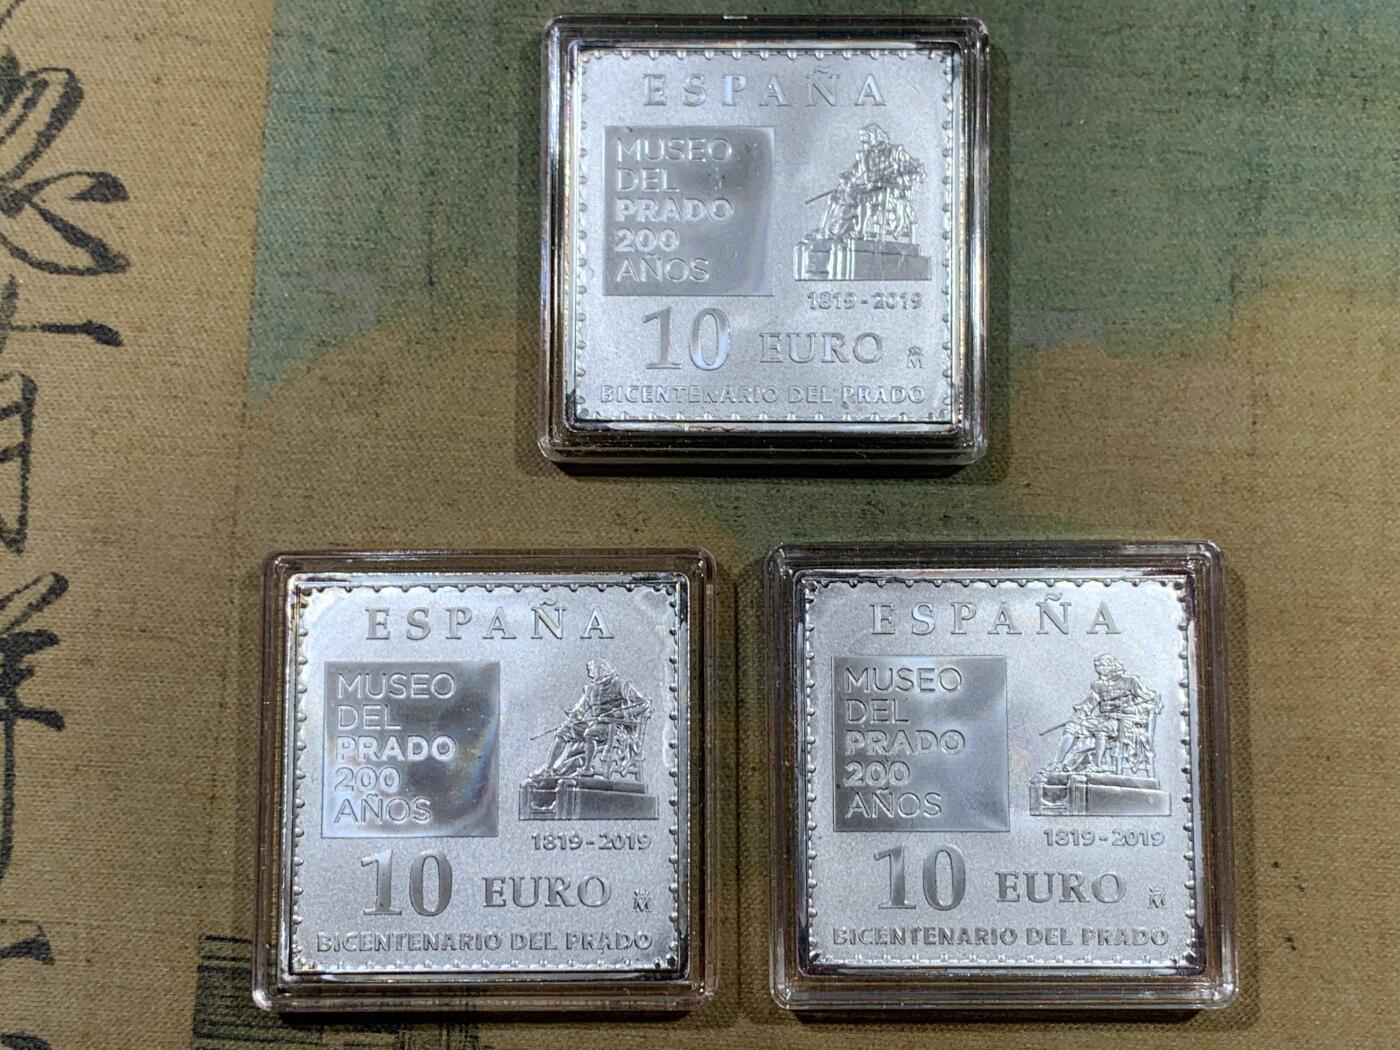 ESPAÑA
MUSEO
DEL
PRADO
200
AÑOS
1819-2019
10 EURO M
BICENTENARIO DEL PRADO
ESPAÑA
MUSEO
DEL
PRADO
200
AÑOS
1819-2019
10 EURO M
BICENTENARIO DEL PRADO
ESPAÑA
MUSEO
DEL
PRADO
200
AÑOS
1819-2019
10 EURO M
BICENTENARIO DEL PRADO